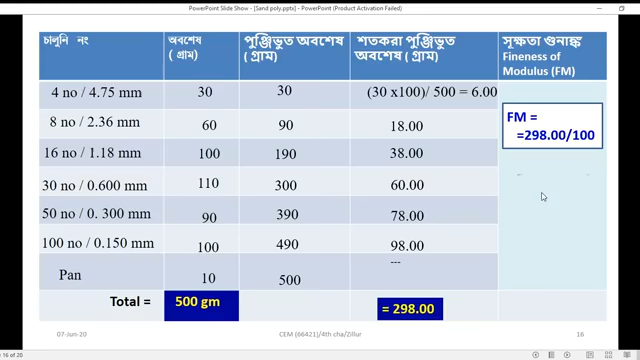 PowerPoint Slide Show - [Sand poly.pptx] - PowerPoint (Product Activation Failed)
চালুনি নং
অবশেষ
(গ্রাম)
পুঞ্জিভুত অবশেষ
(গ্রাম)
শতকরা পুঞ্জিভুত
অবশেষ (গ্রাম)
সূক্ষতা গুনাঙ্ক
Fineness of
Modulus (FM)
4 no / 4.75 mm
30
30
(30 x100)/ 500 = 6.00
8 no / 2.36 mm
60
90
18.00
16 no / 1.18 mm
100
190
38.00
30 no / 0.600 mm
110
300
60.00
50 no / 0. 300 mm
90
390
78.00
100 no / 0.150 mm
100
490
98.00
Pan
10
500
---
FM =
=298.00/100
Total =
500 gm
= 298.00
07-Jun-20
CEM (66421)/4th cha/Zillur
16
16 of 20